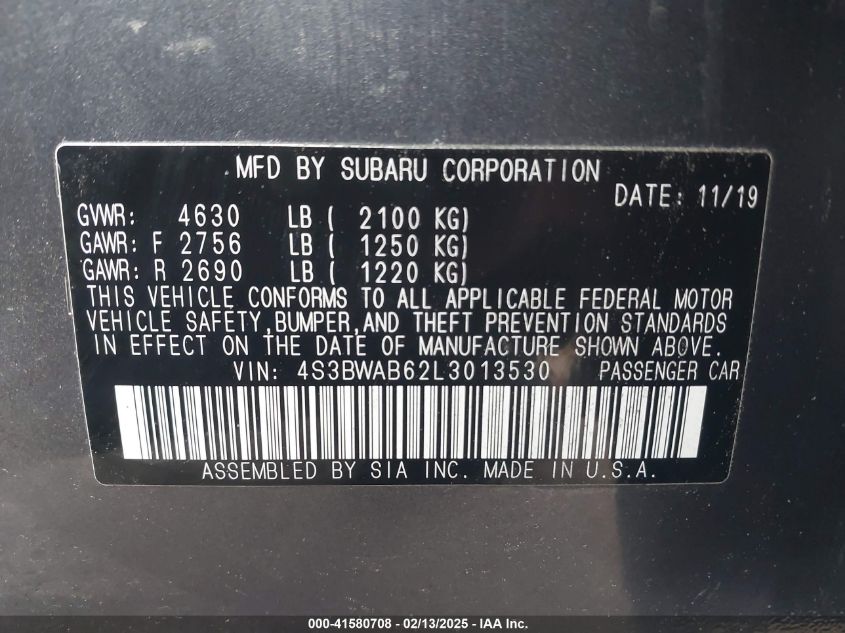 MFD BY SUBARU CORPORATION
DATE: 11/19
GVWR: 4630 LB ( 2100 KG)
GAWR: F 2756 LB ( 1250 KG)
GAWR: R 2690 LB ( 1220 KG)
THIS VEHICLE CONFORMS TO ALL APPLICABLE FEDERAL MOTOR
VEHICLE SAFETY,BUMPER,AND THEFT PREVENTION STANDARDS
IN EFFECT ON THE DATE OF MANUFACTURE SHOWN ABOVE.
VIN: 4S3BWAB62L3013530 PASSENGER CAR
ASSEMBLED BY SIA INC. MADE IN U.S.A.
000-41580708 - 02/13/2025 - IAA Inc.